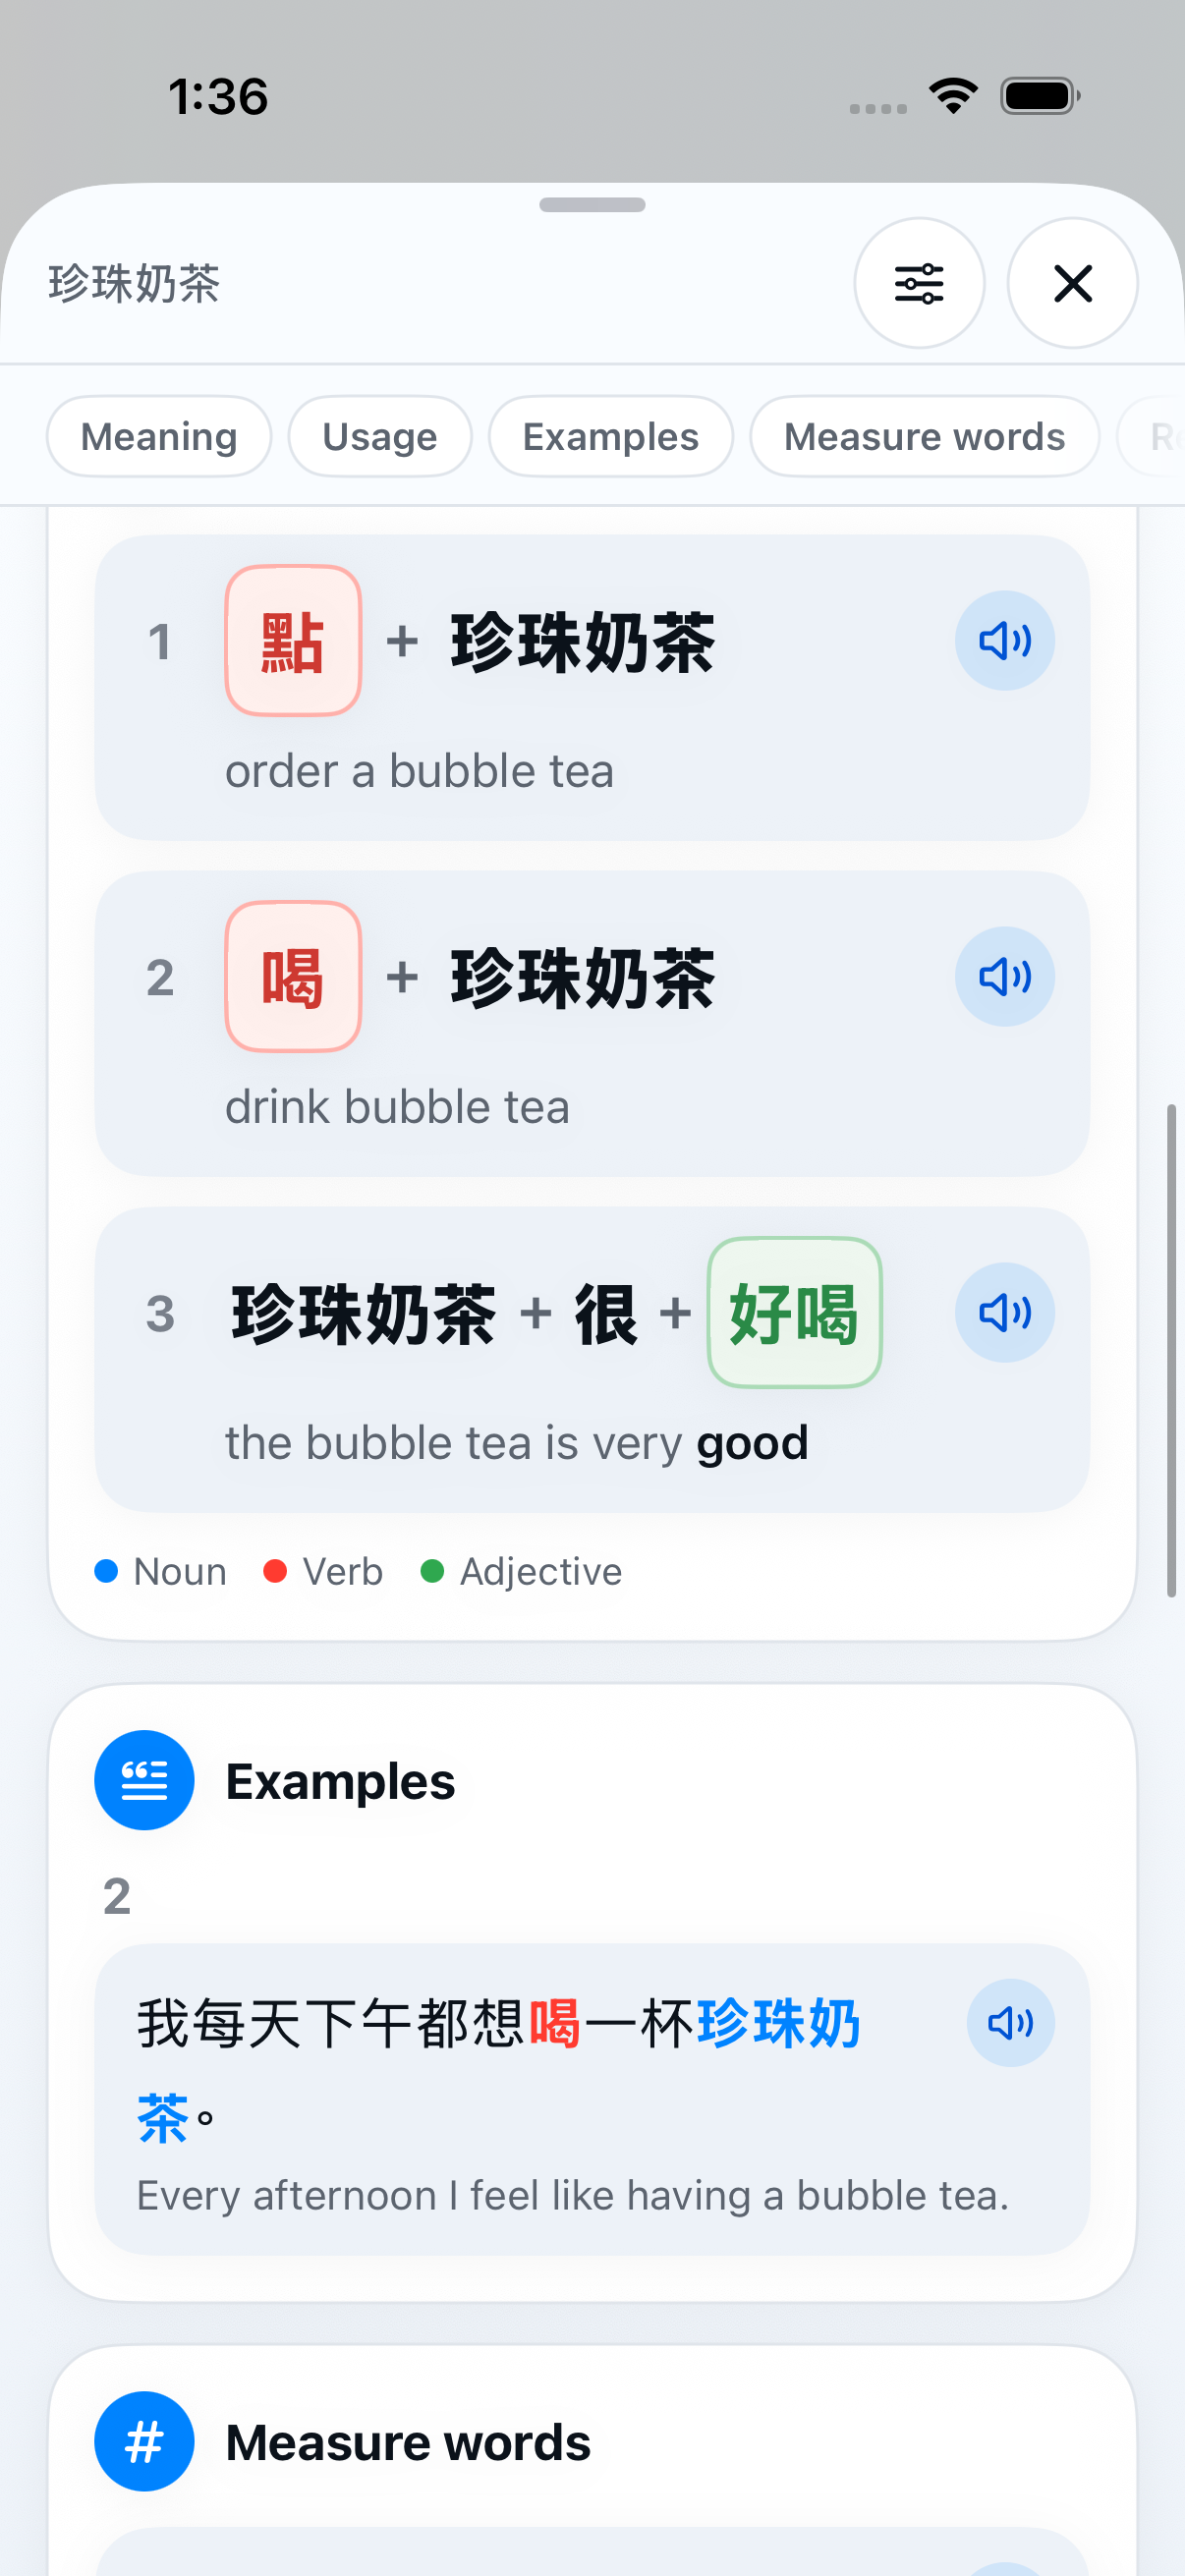 1:36
珍珠奶茶
Meaning
Usage
Examples
Measure words
1
點 + 珍珠奶茶
order a bubble tea
2
喝 + 珍珠奶茶
drink bubble tea
3
珍珠奶茶 + 很 + 好喝
the bubble tea is very good
Noun
Verb
Adjective
Examples
2
我每天下午都想喝一杯珍珠奶
茶。
Every afternoon I feel like having a bubble tea.
# Measure words